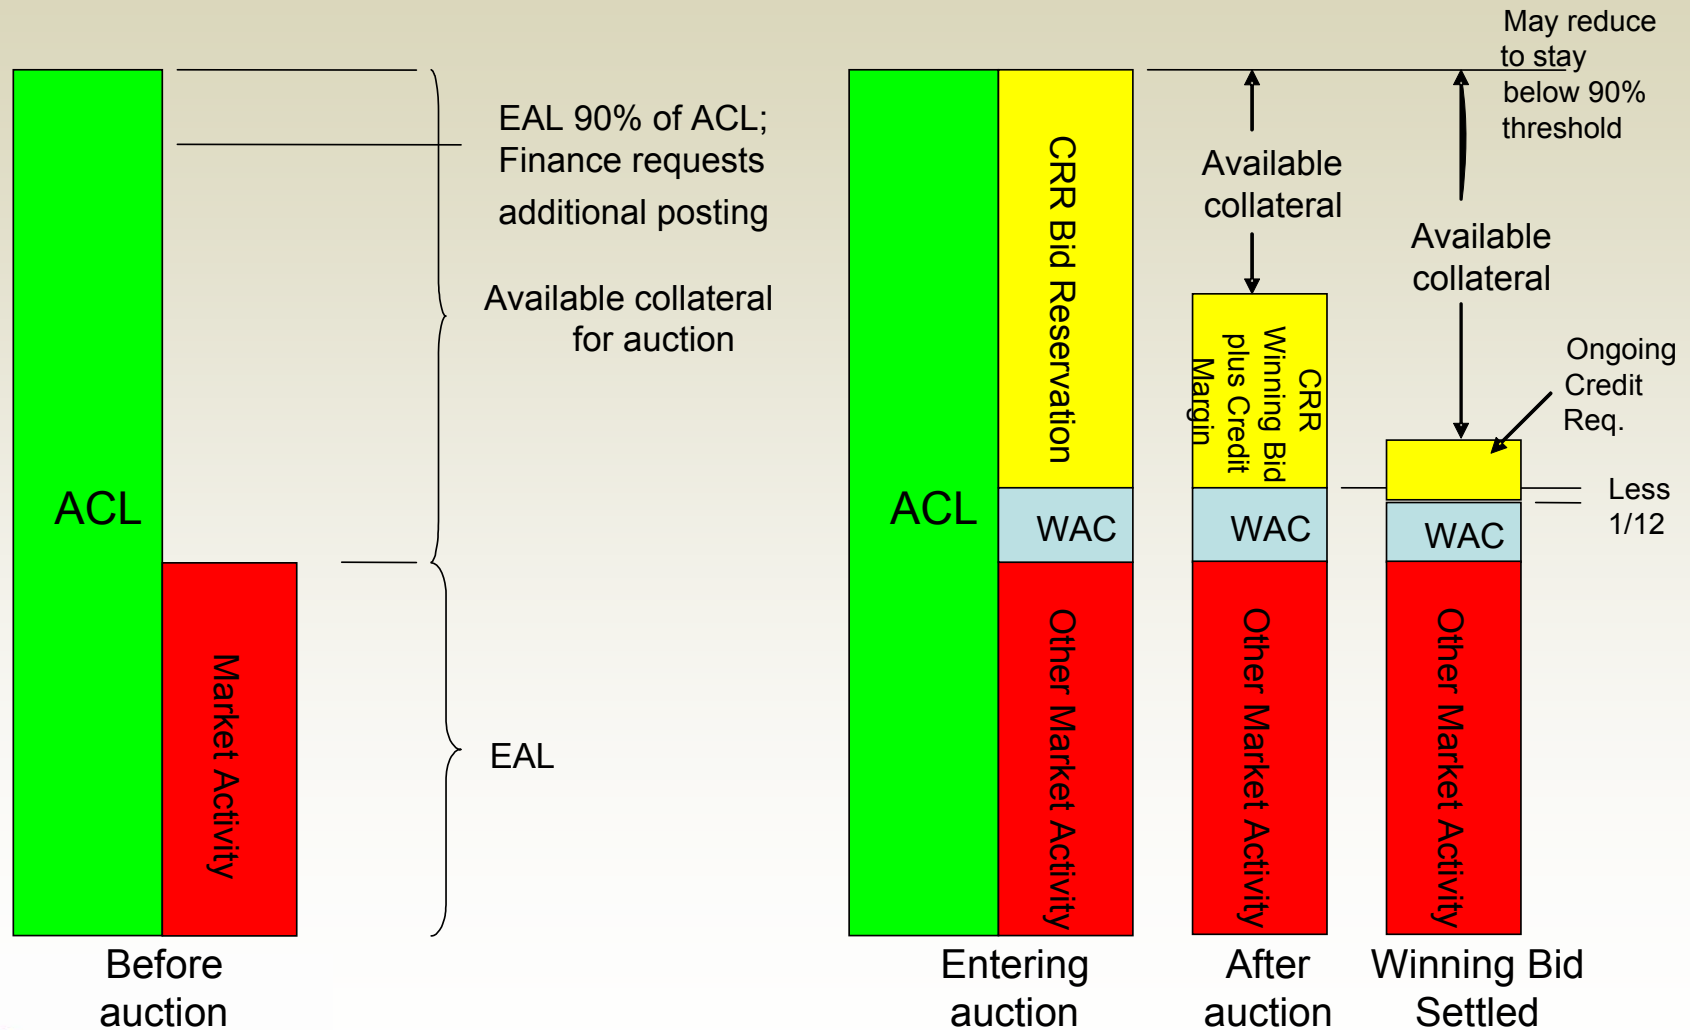 ACL
Market Activity
EAL 90% of ACL;
Finance requests
additional posting
Available collateral
for auction
EAL
Before
auction
ACL
CRR Bid Reservation
WAC
Other Market Activity
Entering
auction
Available
collateral
CRR
Winning Bid
plus Credit
Margin
WAC
Other Market Activity
After
auction
May reduce
to stay
below 90%
threshold
Available
collateral
Ongoing
Credit
Req.
Less
1/12
WAC
Other Market Activity
Winning Bid
Settled